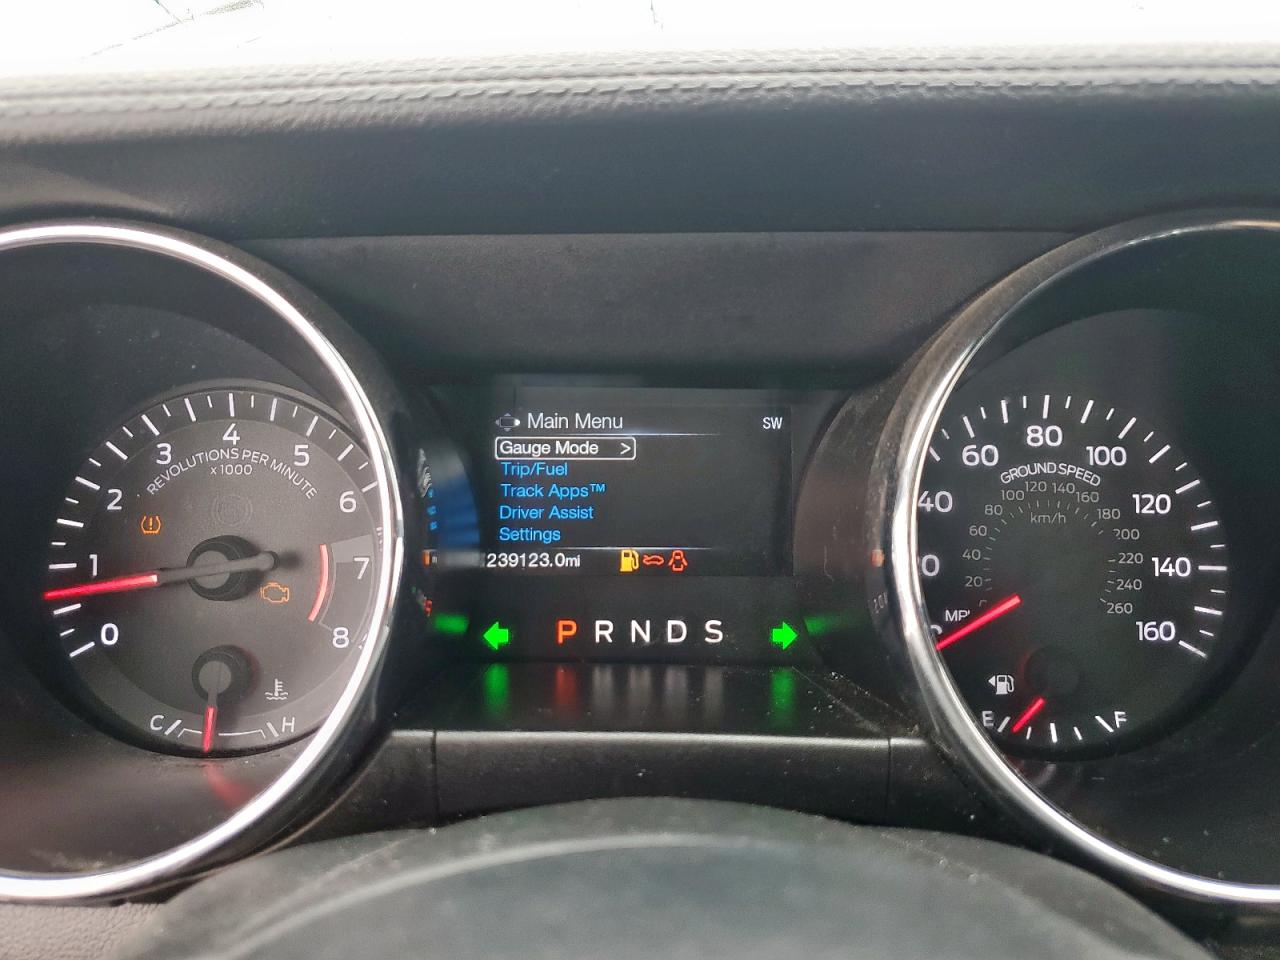 4
3
5
REVOLUTIONS PER MINUTE
x 1000
2
6
1
7
0
8
C
H
Main Menu
SW
Gauge Mode >
Trip/Fuel
Track Apps™
Driver Assist
Settings
239123.0mi
P R N D S
80
60
100
GROUND SPEED
40
120
140
160
120 140
100 160
80 180
km/h
60 200
40 220
20 240
260
E
F